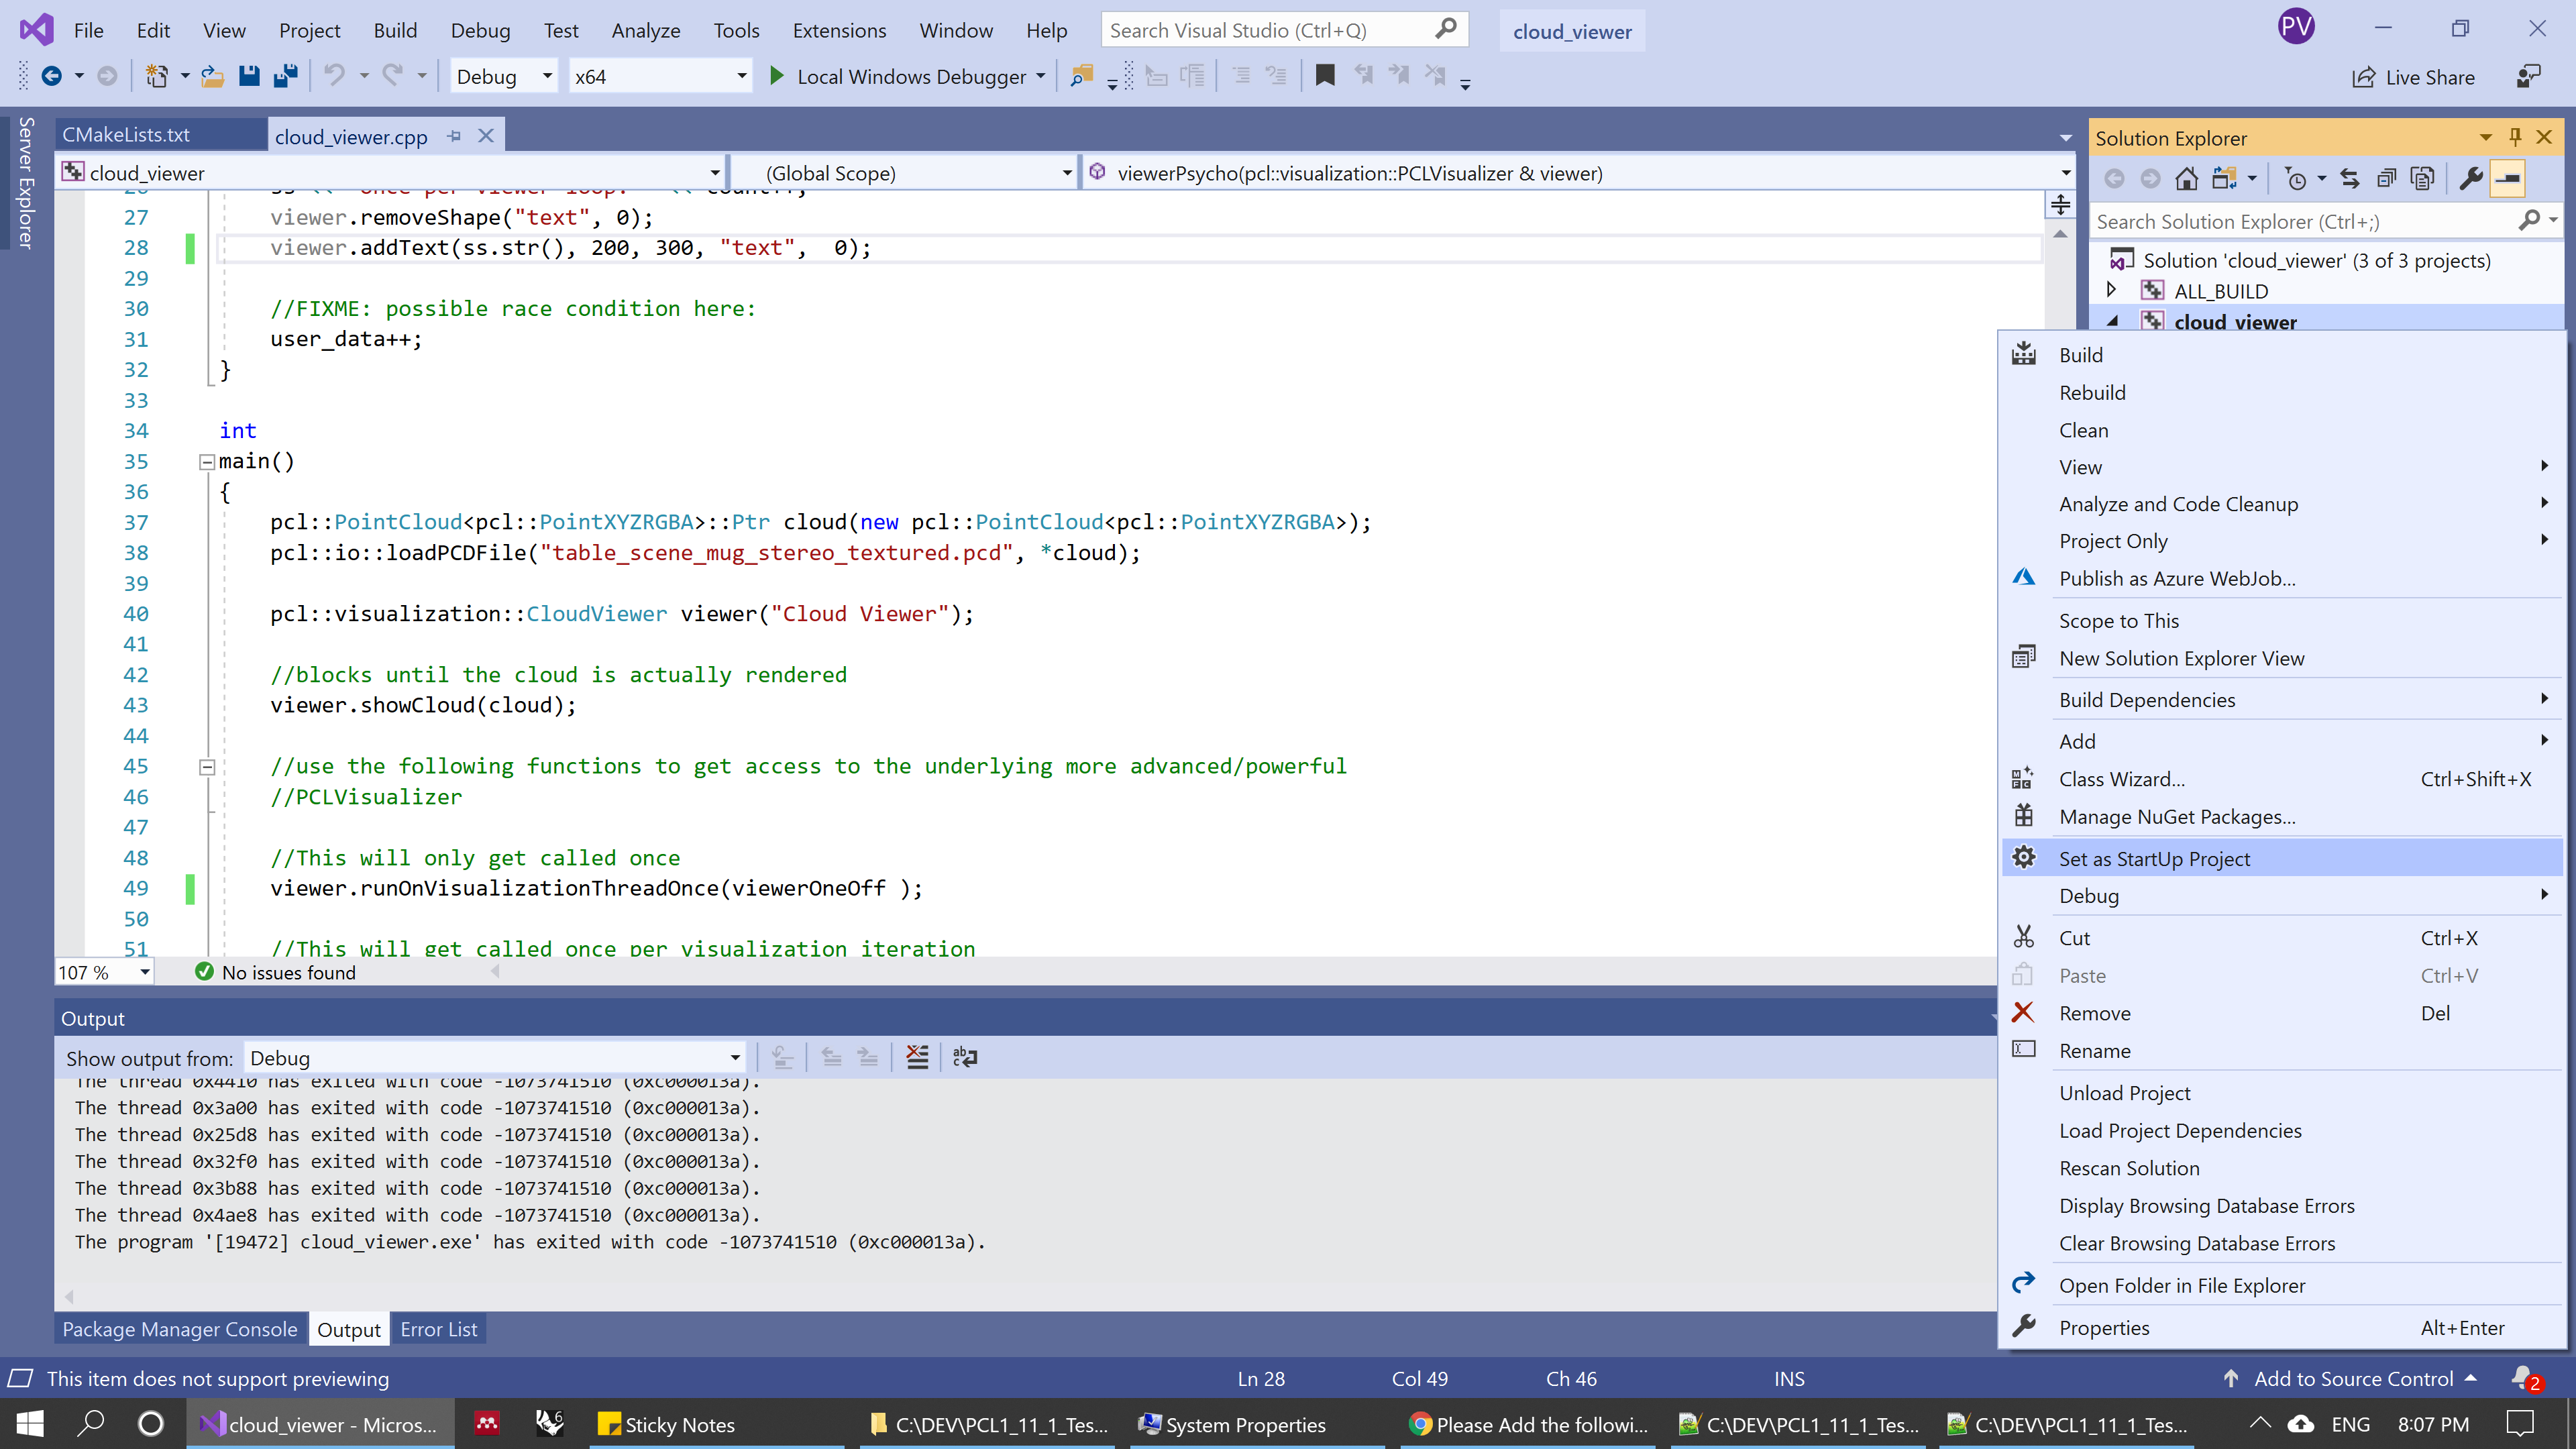 File Edit View Project Build Debug Test Analyze Tools Extensions Window Help Search Visual Studio (Ctrl+Q) cloud_viewer PV
Debug x64 Local Windows Debugger Live Share
Server Explorer
CMakeLists.txt cloud_viewer.cpp
cloud_viewer (Global Scope) viewerPsycho(pcl::visualization::PCLVisualizer & viewer)
27 viewer.removeShape("text", 0);
28 viewer.addText(ss.str(), 200, 300, "text",  0);
29
30 //FIXME: possible race condition here:
31 user_data++;
32 }
33
34 int
35 main()
36 {
37 pcl::PointCloud<pcl::PointXYZRGBA>::Ptr cloud(new pcl::PointCloud<pcl::PointXYZRGBA>);
38 pcl::io::loadPCDFile("table_scene_mug_stereo_textured.pcd", *cloud);
39
40 pcl::visualization::CloudViewer viewer("Cloud Viewer");
41
42 //blocks until the cloud is actually rendered
43 viewer.showCloud(cloud);
44
45 //use the following functions to get access to the underlying more advanced/powerful
46 //PCLVisualizer
47
48 //This will only get called once
49 viewer.runOnVisualizationThreadOnce(viewerOneOff );
50
51 //This will get called once per visualization iteration
107 % No issues found
Output
Show output from: Debug
The thread 0x4410 has exited with code -1073741510 (0xc000013a).
The thread 0x3a00 has exited with code -1073741510 (0xc000013a).
The thread 0x25d8 has exited with code -1073741510 (0xc000013a).
The thread 0x32f0 has exited with code -1073741510 (0xc000013a).
The thread 0x3b88 has exited with code -1073741510 (0xc000013a).
The thread 0x4ae8 has exited with code -1073741510 (0xc000013a).
The program '[19472] cloud_viewer.exe' has exited with code -1073741510 (0xc000013a).
Package Manager Console Output Error List
Solution Explorer
Search Solution Explorer (Ctrl+;)
Solution 'cloud_viewer' (3 of 3 projects)
ALL_BUILD
cloud_viewer
Build
Rebuild
Clean
View
Analyze and Code Cleanup
Project Only
Publish as Azure WebJob...
Scope to This
New Solution Explorer View
Build Dependencies
Add
Class Wizard... Ctrl+Shift+X
Manage NuGet Packages...
Set as StartUp Project
Debug
Cut Ctrl+X
Paste Ctrl+V
Remove Del
Rename
Unload Project
Load Project Dependencies
Rescan Solution
Display Browsing Database Errors
Clear Browsing Database Errors
Open Folder in File Explorer
Properties Alt+Enter
This item does not support previewing Ln 28 Col 49 Ch 46 INS Add to Source Control 2
cloud_viewer - Micros... Sticky Notes C:\DEV\PCL1_11_1_Tes... System Properties Please Add the followi... C:\DEV\PCL1_11_1_Tes... C:\DEV\PCL1_11_1_Tes... ENG 8:07 PM